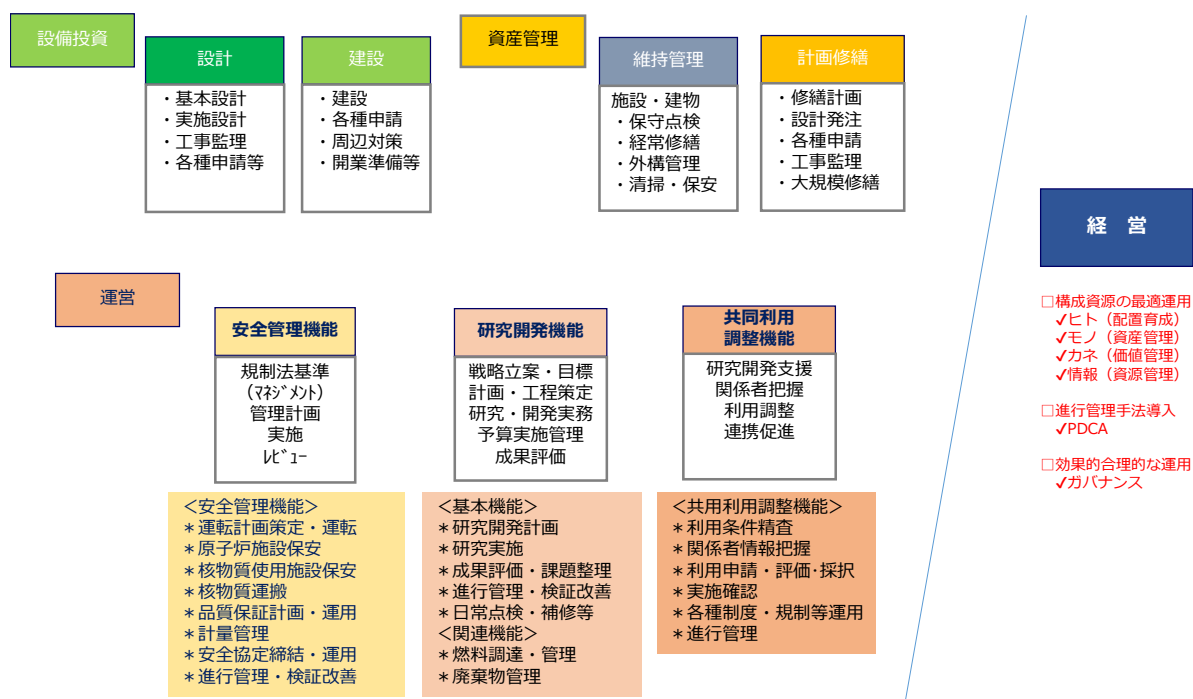 設備投資
設計
・基本設計
・実施設計
・工事監理
・各種申請等
建設
・建設
・各種申請
・周辺対策
・開業準備等
資産管理
維持管理
施設・建物
・保守点検
・経常修繕
・外構管理
・清掃・保安
計画修繕
・修繕計画
・設計発注
・各種申請
・工事監理
・大規模修繕
運営
安全管理機能
規制法基準
(ﾏﾈｼﾞﾒﾝﾄ)
管理計画
実施
ﾚﾋﾞｭｰ
<安全管理機能>
*運転計画策定・運転
*原子炉施設保安
*核物質使用施設保安
*核物質運搬
*品質保証計画・運用
*計量管理
*安全協定締結・運用
*進行管理・検証改善
研究開発機能
戦略立案・目標
計画・工程策定
研究・開発実務
予算実施管理
成果評価
<基本機能>
*研究開発計画
*研究実施
*成果評価・課題整理
*進行管理・検証改善
*日常点検・補修等
<関連機能>
*燃料調達・管理
*廃棄物管理
共同利用
調整機能
研究開発支援
関係者把握
利用調整
連携促進
<共用利用調整機能>
*利用条件精査
*関係者情報把握
*利用申請・評価･採択
*実施確認
*各種制度・規制等運用
*進行管理
経　営
□構成資源の最適運用
✓ヒト（配置育成）
✓モノ（資産管理）
✓カネ（価値管理）
✓情報（資源管理）
□進行管理手法導入
✓PDCA
□効果的合理的な運用
✓ガバナンス